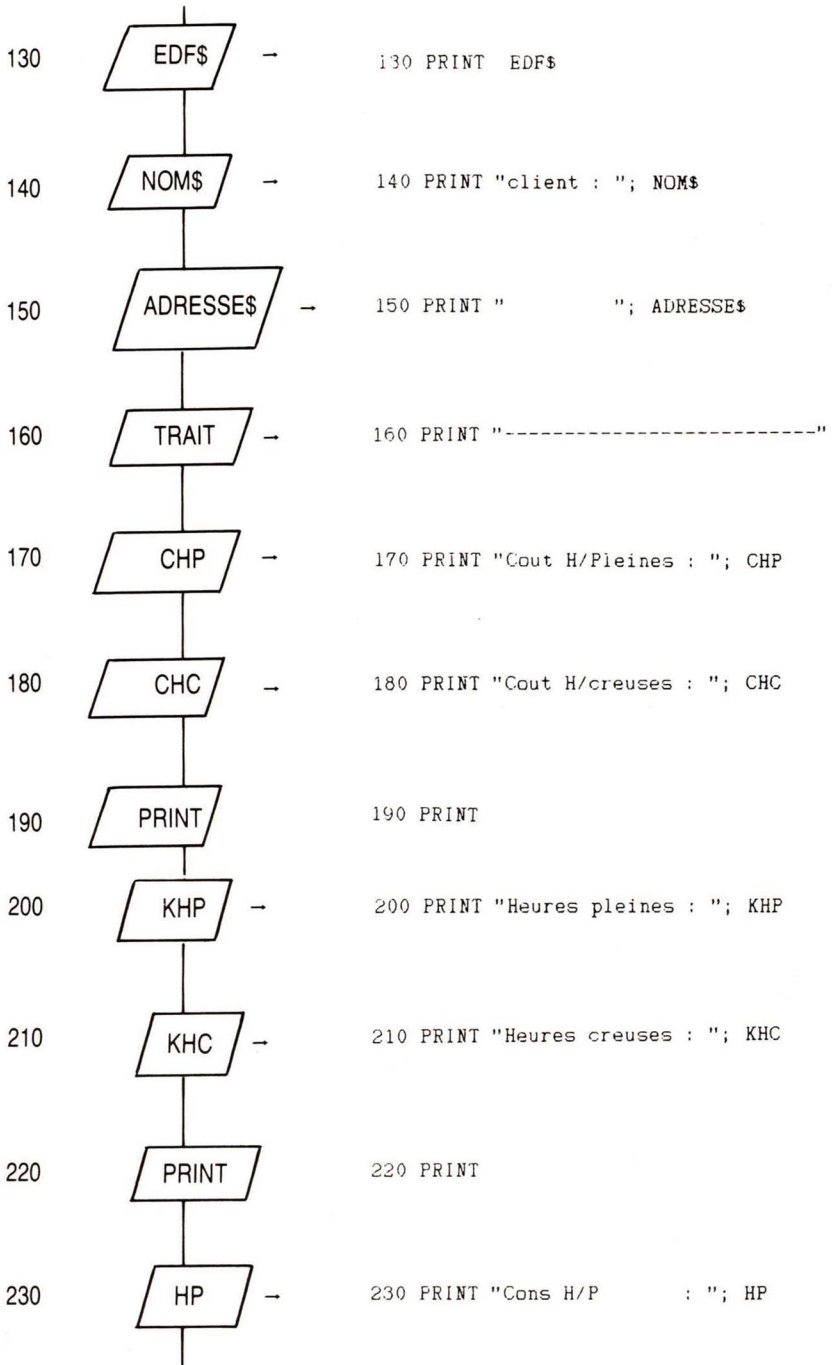 130 EDF$ → 130 PRINT  EDF$
140 NOM$ → 140 PRINT "client : "; NOM$
150 ADRESSE$ → 150 PRINT "         "; ADRESSE$
160 TRAIT → 160 PRINT "--------------------------"
170 CHP → 170 PRINT "Cout H/Pleines : "; CHP
180 CHC → 180 PRINT "Cout H/creuses : "; CHC
190 PRINT 190 PRINT
200 KHP → 200 PRINT "Heures pleines : "; KHP
210 KHC → 210 PRINT "Heures creuses : "; KHC
220 PRINT 220 PRINT
230 HP → 230 PRINT "Cons H/P       : "; HP